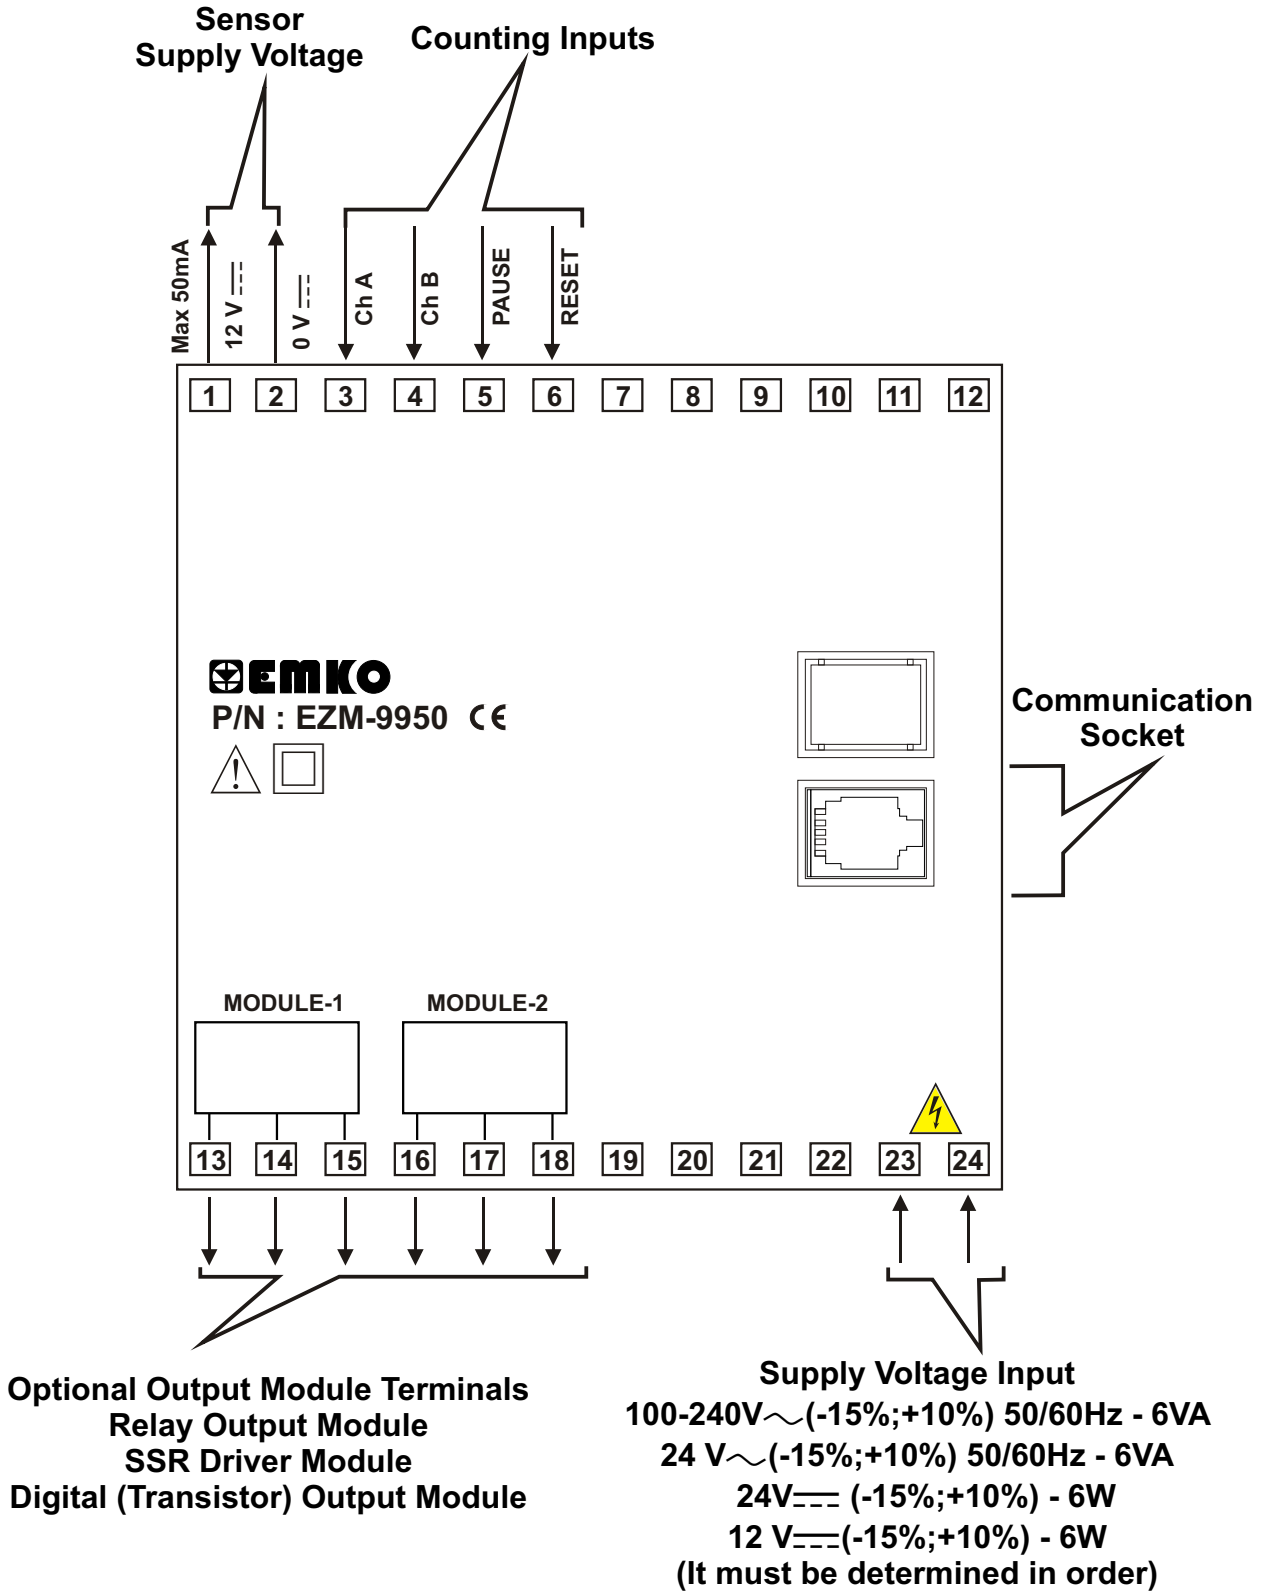 Sensor
Supply Voltage
Counting Inputs
Max 50mA
12 V
0 V
Ch A
Ch B
PAUSE
RESET
1 2 3 4 5 6 7 8 9 10 11 12
EMKO
P/N : EZM-9950 CE
Communication
Socket
MODULE-1 MODULE-2
13 14 15 16 17 18 19 20 21 22 23 24
Optional Output Module Terminals
Relay Output Module
SSR Driver Module
Digital (Transistor) Output Module
Supply Voltage Input
100-240V~(-15%;+10%) 50/60Hz - 6VA
24 V~(-15%;+10%) 50/60Hz - 6VA
24V⎓ (-15%;+10%) - 6W
12 V⎓(-15%;+10%) - 6W
(It must be determined in order)